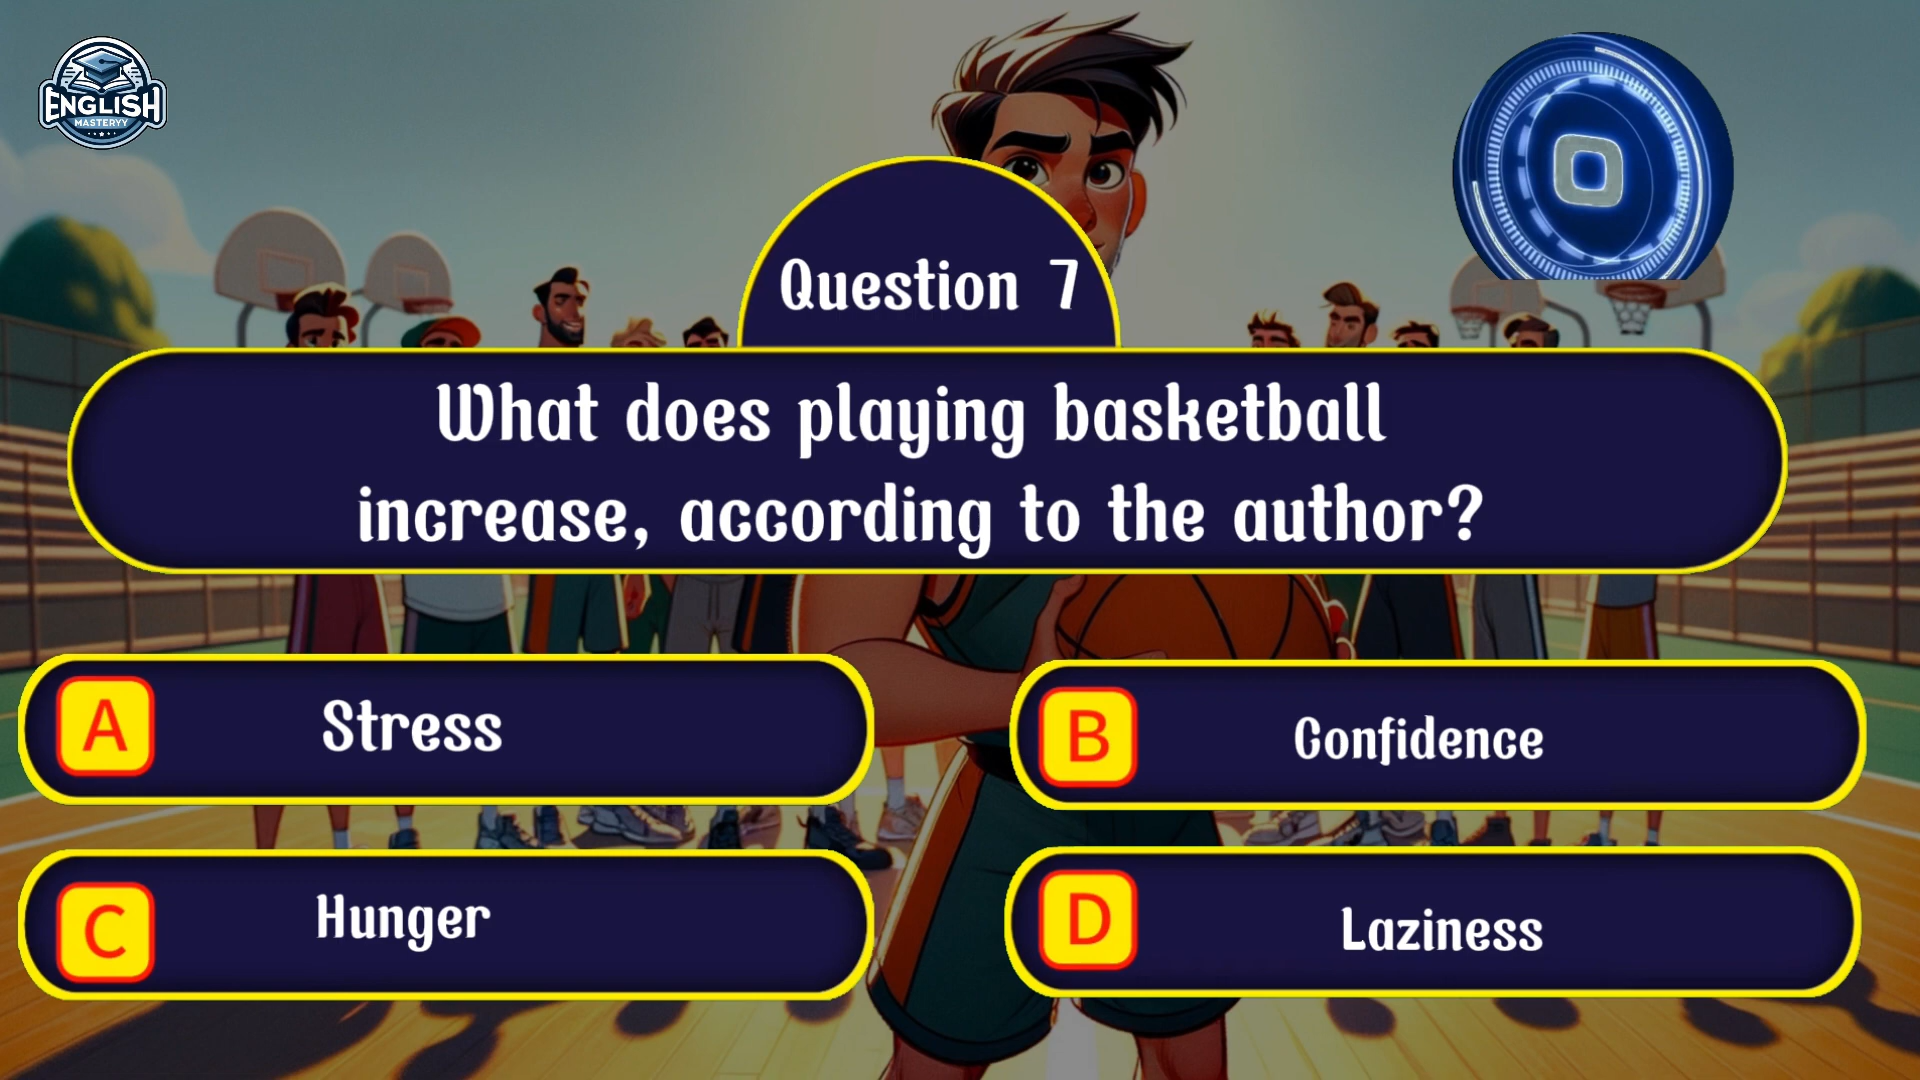 ENGLISH
MASTERYY
0
Question 7
What does playing basketball
increase, according to the author?
A Stress
B Confidence
C Hunger
D Laziness